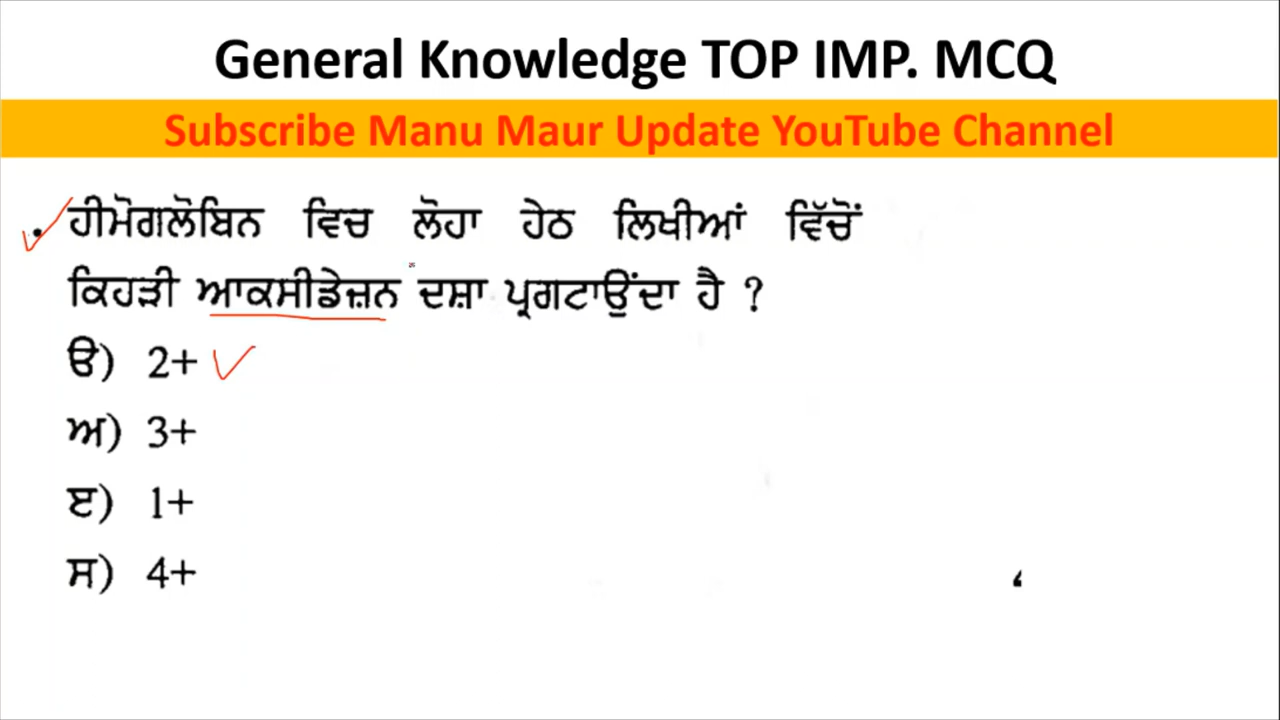 General Knowledge TOP IMP. MCQ
Subscribe Manu Maur Update YouTube Channel
ਹੀਮੋਗਲੋਬਿਨ ਵਿਚ ਲੋਹਾ ਹੇਠ ਲਿਖੀਆਂ ਵਿੱਚੋਂ
ਕਿਹੜੀ ਆਕਸੀਡੇਜ਼ਨ ਦਸ਼ਾ ਪ੍ਰਗਟਾਉਂਦਾ ਹੈ ?
ੳ) 2+
ਅ) 3+
ੲ) 1+
ਸ) 4+